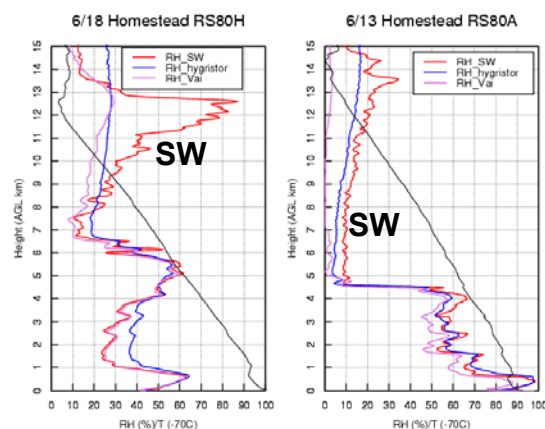 6/18 Homestead RS80H
6/13 Homestead RS80A
15
14
13
12
11
10
9
8
7
6
5
4
3
2
1
0
Height (AGL km)
RH_SW
RH_hygristor
RH_Vai
SW
0 10 20 30 40 50 60 70 80 90 100
RH (%)/T (-70C)
15
14
13
12
11
10
9
8
7
6
5
4
3
2
1
0
Height (AGL km)
RH_SW
RH_hygristor
RH_Vai
SW
0 10 20 30 40 50 60 70 80 90 100
RH (%)/T (-70C)